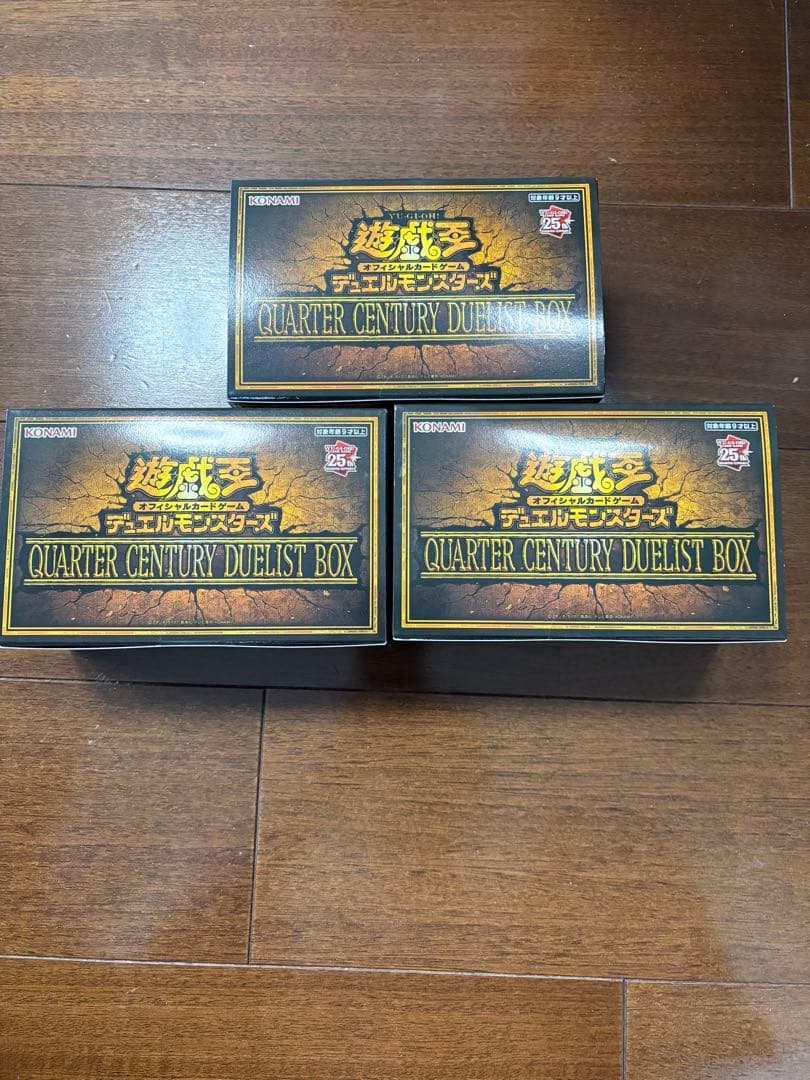 KONAMI
対象年齢9才以上
YU-GI-OH!
遊戯王
25th
オフィシャルカードゲーム
デュエルモンスターズ
QUARTER CENTURY DUELIST BOX
KONAMI
対象年齢9才以上
遊戯王
25th
オフィシャルカードゲーム
デュエルモンスターズ
QUARTER CENTURY DUELIST BOX
KONAMI
対象年齢9才以上
遊戯王
25th
オフィシャルカードゲーム
デュエルモンスターズ
QUARTER CENTURY DUELIST BOX